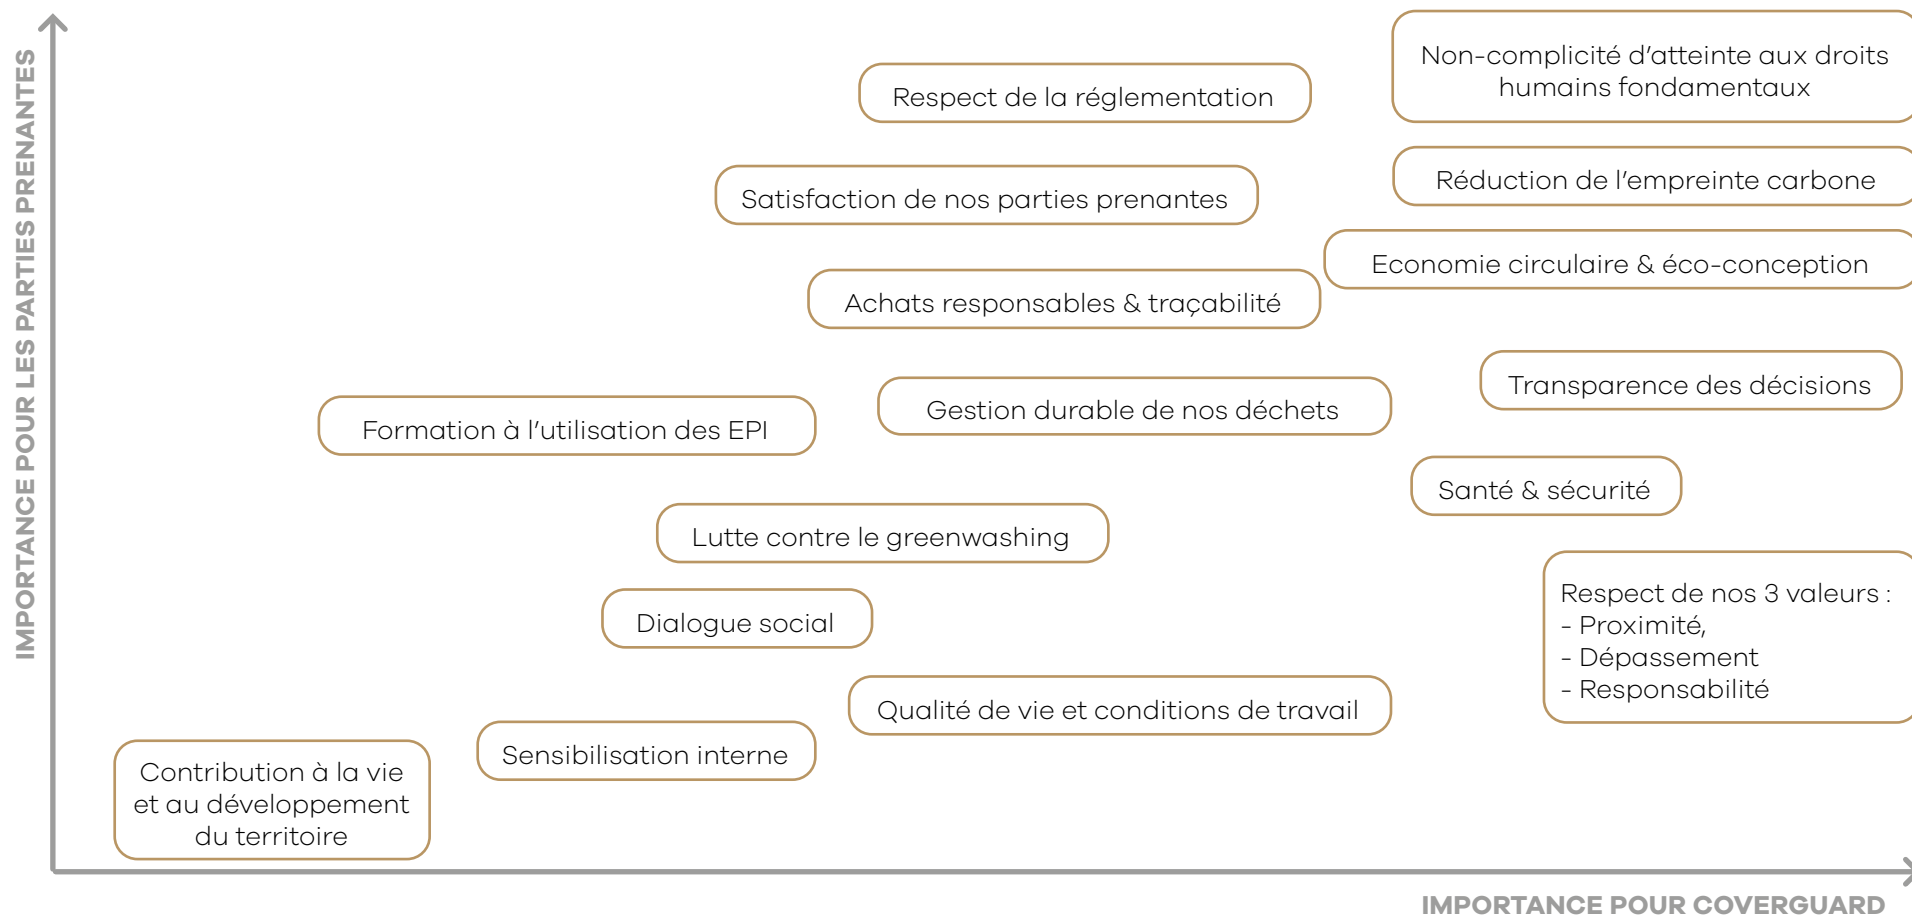 IMPORTANCE POUR LES PARTIES PRENANTES
Non-complicité d'atteinte aux droits
humains fondamentaux
Respect de la réglementation
Réduction de l'empreinte carbone
Satisfaction de nos parties prenantes
Economie circulaire & éco-conception
Achats responsables & traçabilité
Transparence des décisions
Gestion durable de nos déchets
Formation à l'utilisation des EPI
Santé & sécurité
Lutte contre le greenwashing
Respect de nos 3 valeurs :
- Proximité,
- Dépassement
- Responsabilité
Dialogue social
Qualité de vie et conditions de travail
Sensibilisation interne
Contribution à la vie
et au développement
du territoire
IMPORTANCE POUR COVERGUARD